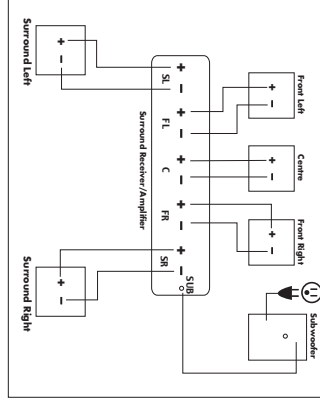 Front Left
+ −
Centre
+ −
Front Right
+ −
Subwoofer
+ − + − + − + − + −
SL FL C FR SR SUB
Surround Receiver/Amplifier
Surround Left
+ −
Surround Right
+ −